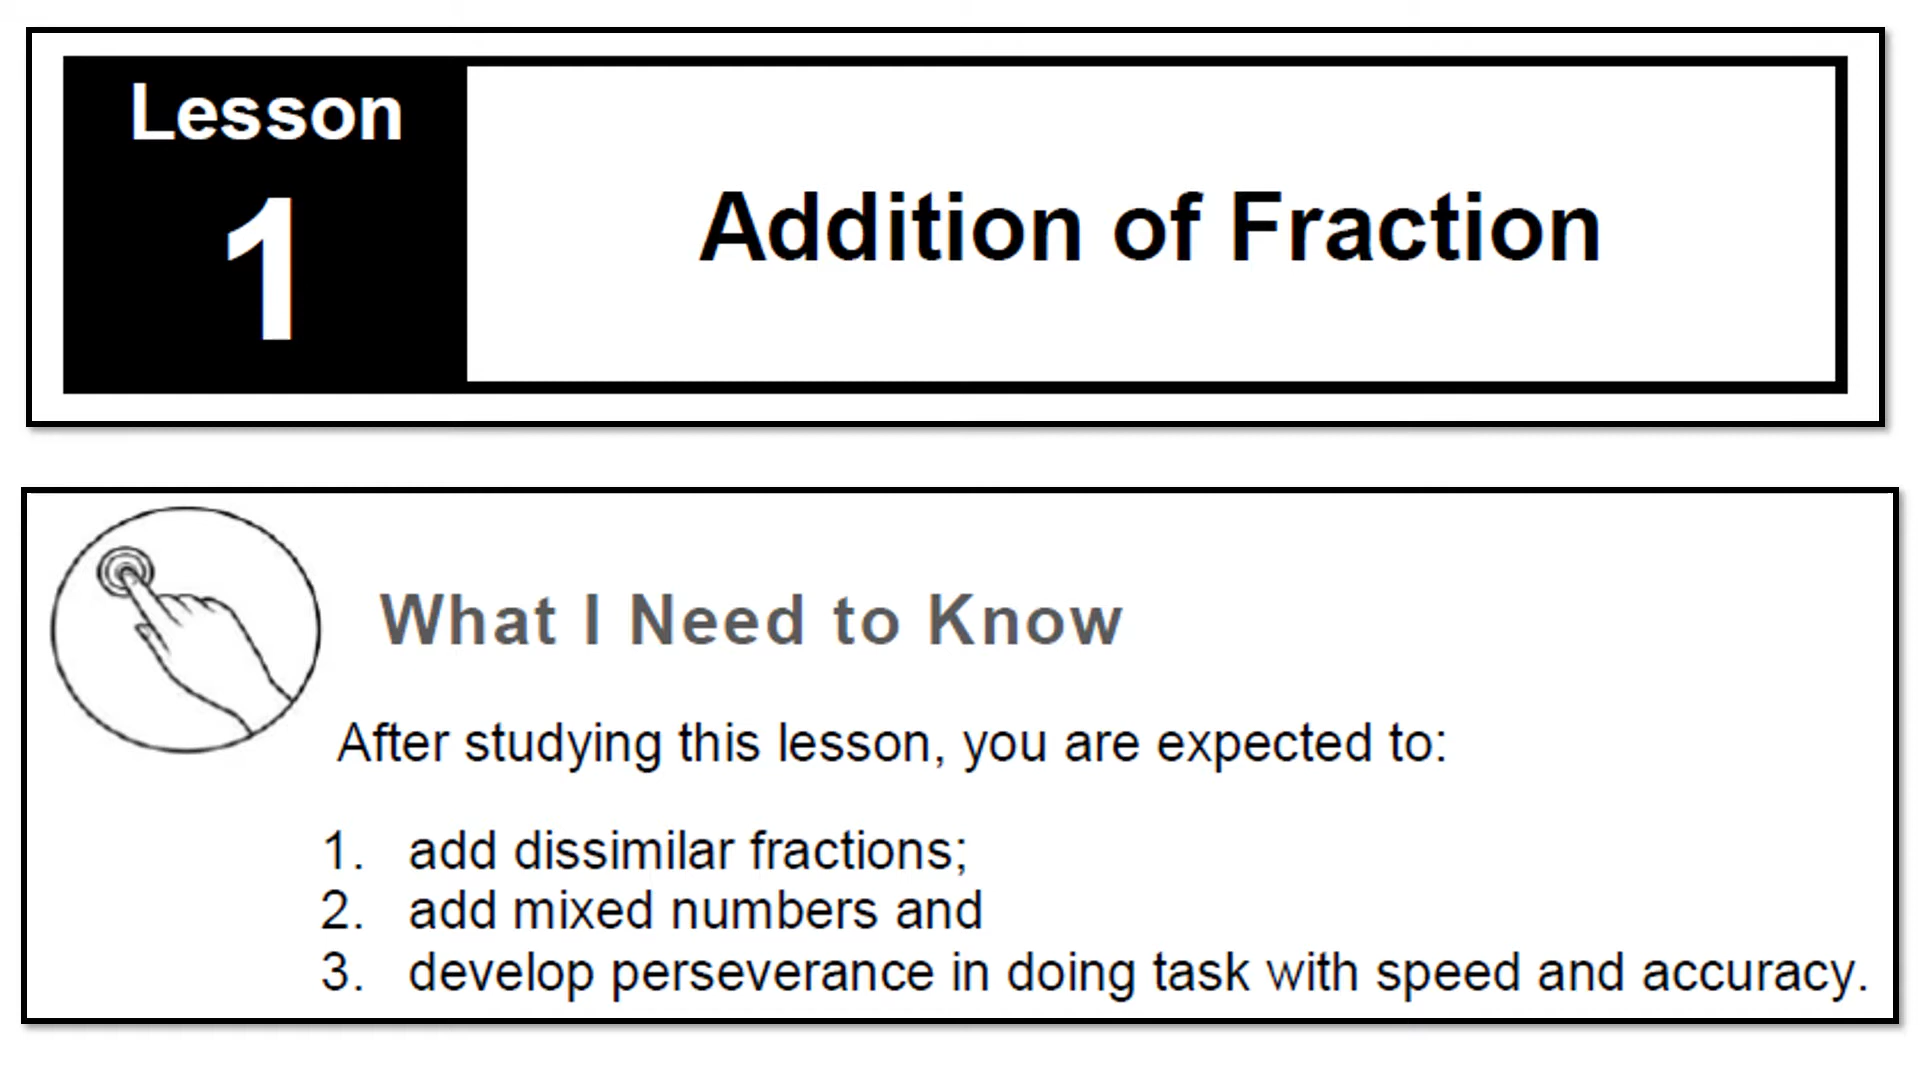 Lesson
1
Addition of Fraction
What I Need to Know
After studying this lesson, you are expected to:
1. add dissimilar fractions;
2. add mixed numbers and
3. develop perseverance in doing task with speed and accuracy.